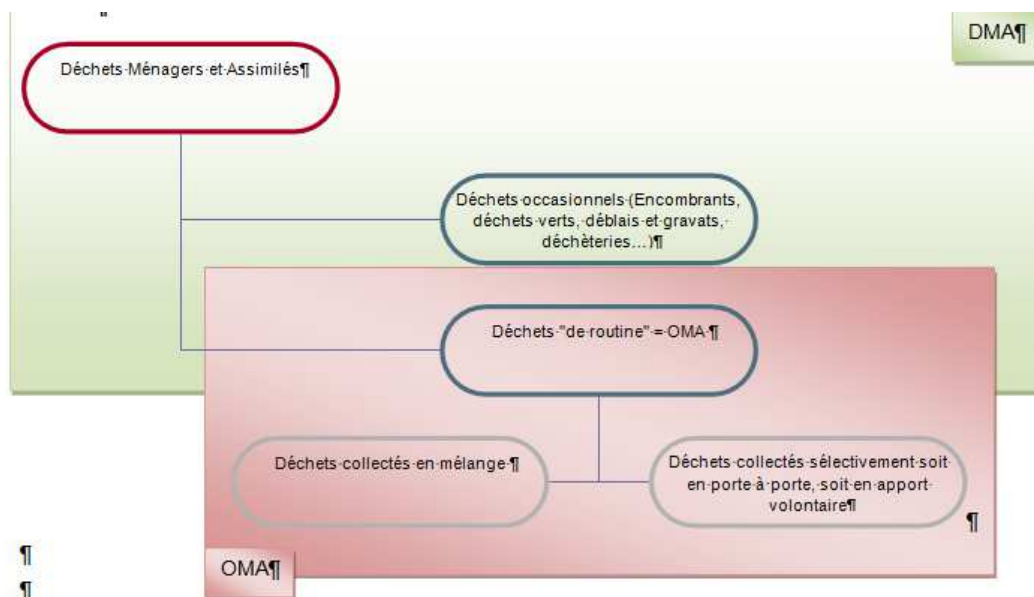 ¶
DMA¶
Déchets·Ménagers·et·Assimilés¶
Déchets·occasionnels·(Encombrants,
déchets·verts,·déblais·et·gravats,·
déchèteries…)¶
Déchets·"de·routine"·=·OMA·¶
Déchets·collectés·en·mélange·¶
Déchets·collectés·sélectivement·soit·
en·porte·à·porte,·soit·en·apport·
volontaire¶
¶
¶
OMA¶
¶